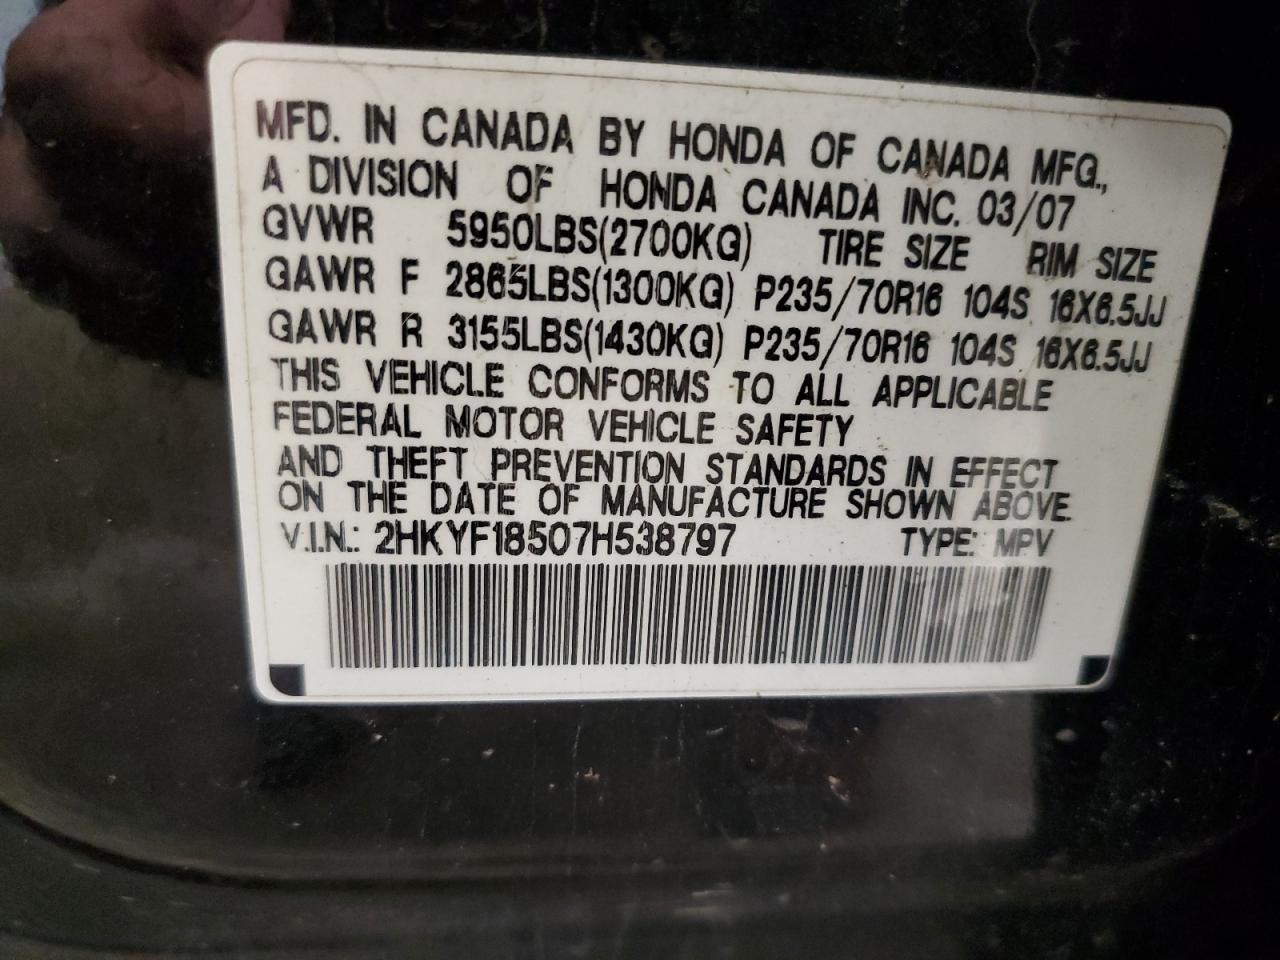 MFD. IN CANADA BY HONDA OF CANADA MFG.,
A DIVISION OF HONDA CANADA INC. 03/07
GVWR 5950LBS(2700KG) TIRE SIZE RIM SIZE
GAWR F 2865LBS(1300KG) P235/70R16 104S 16X6.5JJ
GAWR R 3155LBS(1430KG) P235/70R16 104S 16X6.5JJ
THIS VEHICLE CONFORMS TO ALL APPLICABLE
FEDERAL MOTOR VEHICLE SAFETY
AND THEFT PREVENTION STANDARDS IN EFFECT
ON THE DATE OF MANUFACTURE SHOWN ABOVE.
V.I.N.: 2HKYF18507H538797 TYPE: MPV